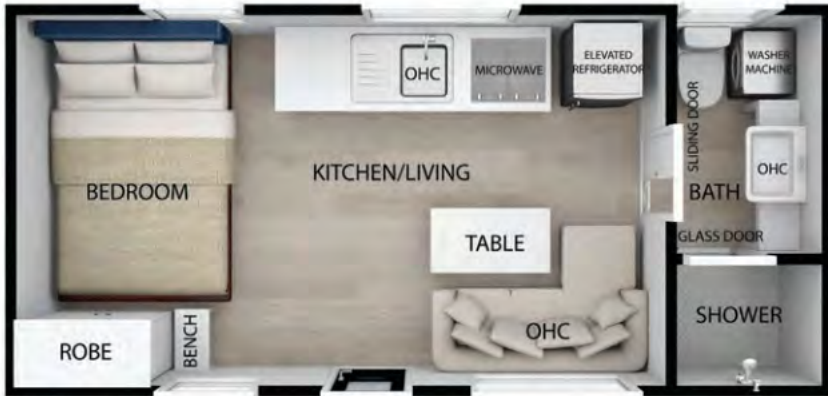 OHC
MICROWAVE
ELEVATED
REFRIGERATOR
WASHER
MACHINE
SLIDING DOOR
OHC
BEDROOM
KITCHEN/LIVING
BATH
GLASS DOOR
TABLE
SHOWER
OHC
ROBE
BENCH